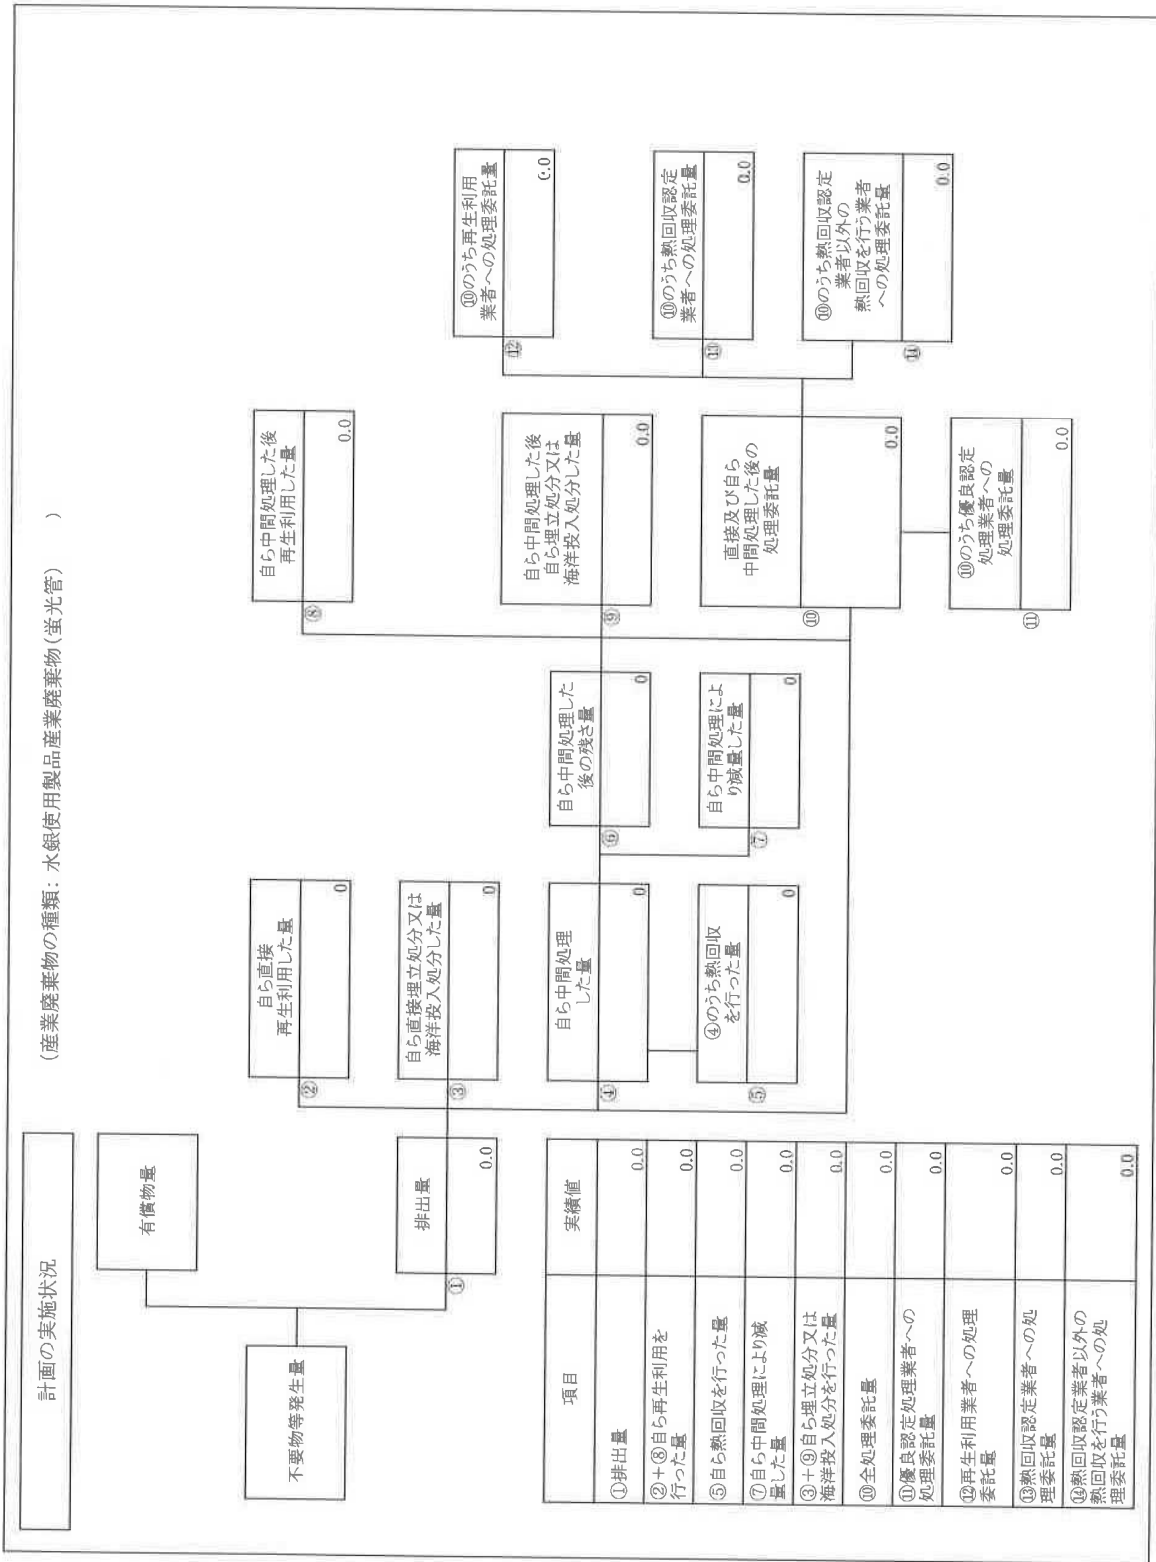 計画の実施状況
(産業廃棄物の種類: 水銀使用製品産業廃棄物(蛍光管) )
不要物等発生量
有償物量
①
排出量
0.0
②
自ら直接
再生利用した量
0
③
自ら直接埋立処分又は
海洋投入処分した量
0
④
自ら中間処理
した量
0
⑤
④のうち熱回収
を行った量
0
⑥
自ら中間処理した
後の残さ量
0
⑦
自ら中間処理によ
り減量した量
0
⑧
自ら中間処理した後
再生利用した量
0.0
⑨
自ら中間処理した後
自ら埋立処分又は
海洋投入処分した量
0.0
⑩
直接及び自ら
中間処理した後の
処理委託量
0.0
⑪
⑩のうち優良認定
処理業者への
処理委託量
0.0
⑫
⑩のうち再生利用
業者への処理委託量
0.0
⑬
⑩のうち熱回収認定
業者への処理委託量
0.0
⑭
⑩のうち熱回収認定
業者以外の
熱回収を行う業者
への処理委託量
0.0
項目 実績値
①排出量 0.0
②+⑧自ら再生利用を
行った量 0.0
⑤自ら熱回収を行った量 0.0
⑦自ら中間処理により減
量した量 0.0
③+⑨自ら埋立処分又は
海洋投入処分を行った量 0.0
⑩全処理委託量 0.0
⑪優良認定処理業者への
処理委託量 0.0
⑫再生利用業者への処理
委託量 0.0
⑬熱回収認定業者への処
理委託量 0.0
⑭熱回収認定業者以外の
熱回収を行う業者への処
理委託量 0.0